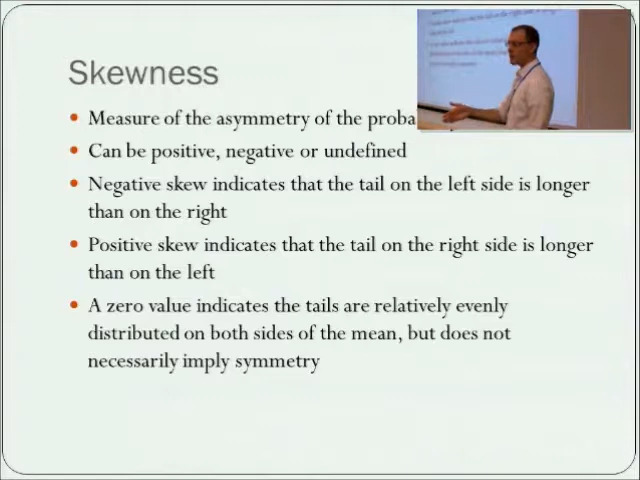 Skewness
Measure of the asymmetry of the proba
Can be positive, negative or undefined
Negative skew indicates that the tail on the left side is longer
than on the right
Positive skew indicates that the tail on the right side is longer
than on the left
A zero value indicates the tails are relatively evenly
distributed on both sides of the mean, but does not
necessarily imply symmetry